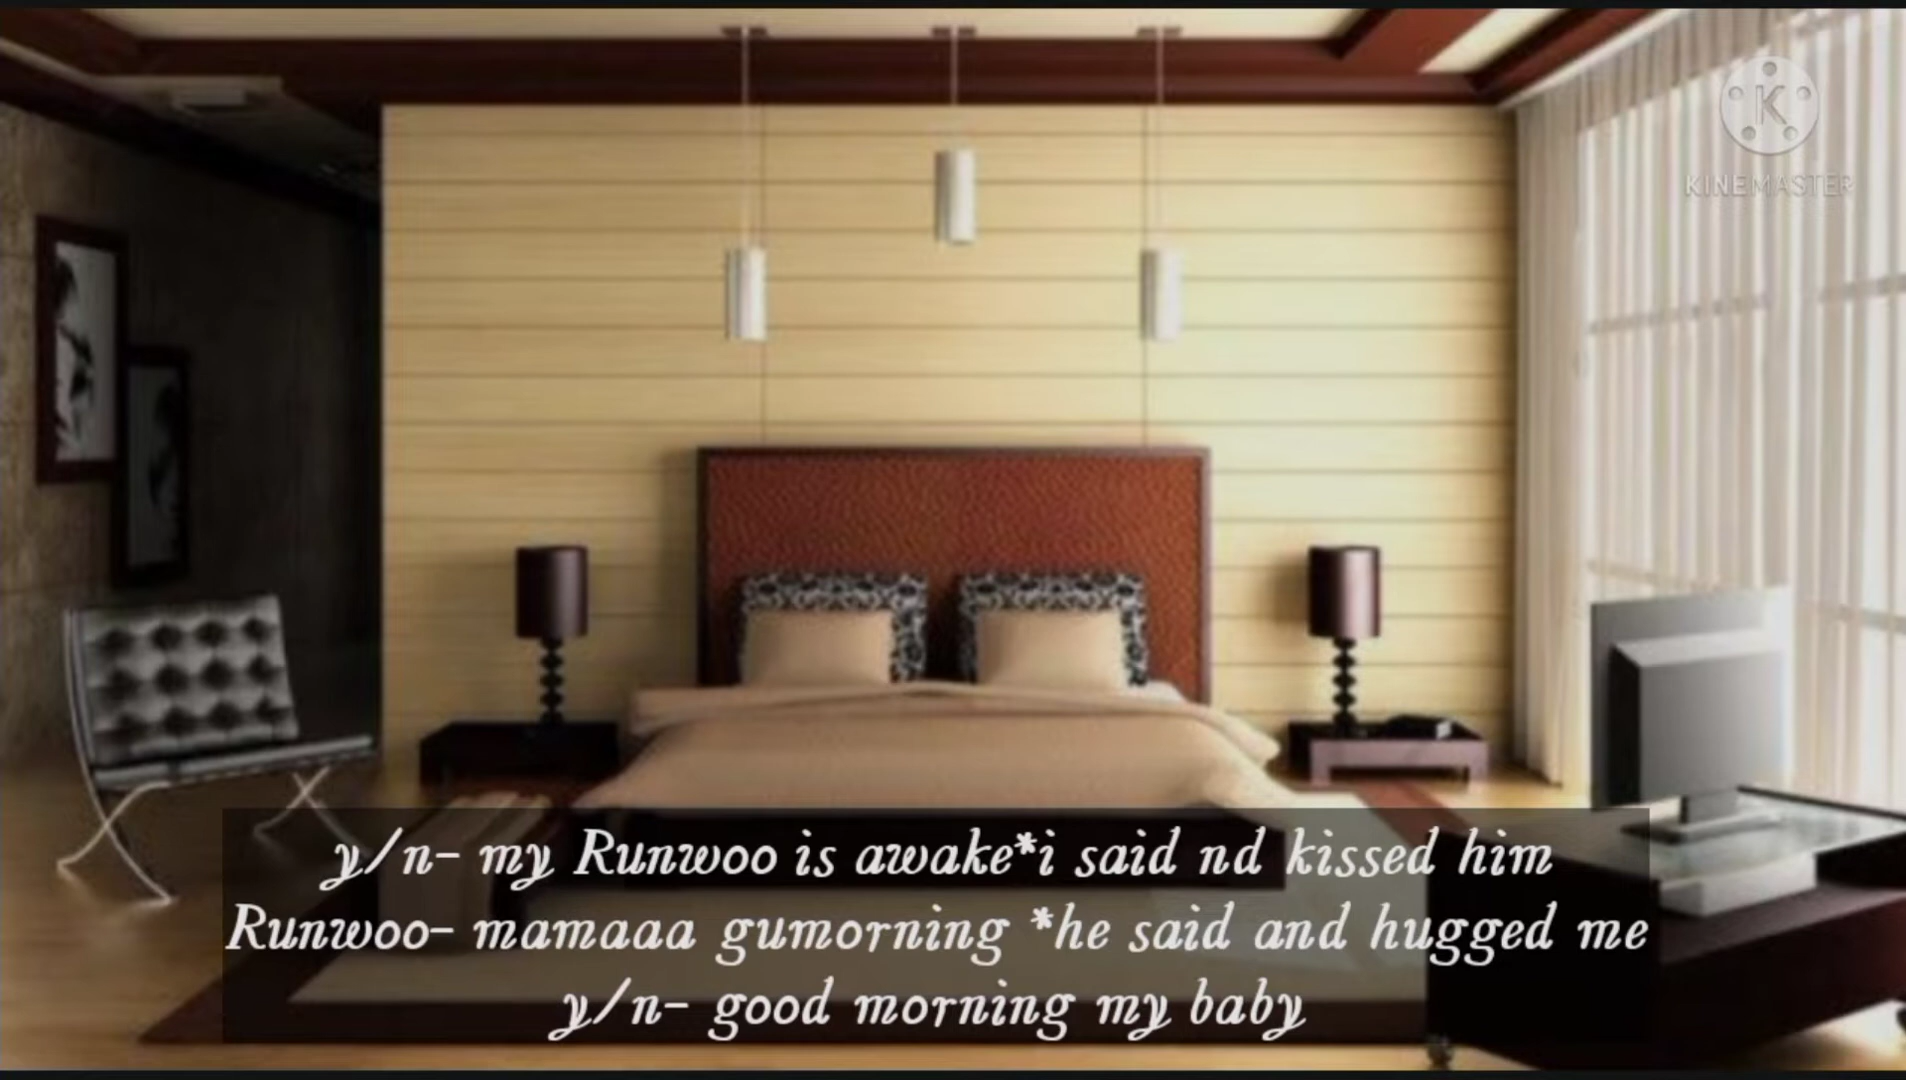 K
KINEMASTER
y/n- my Runwoo is awake*i said nd kissed him
Runwoo- mamaaa gumorning *he said and hugged me
y/n- good morning my baby